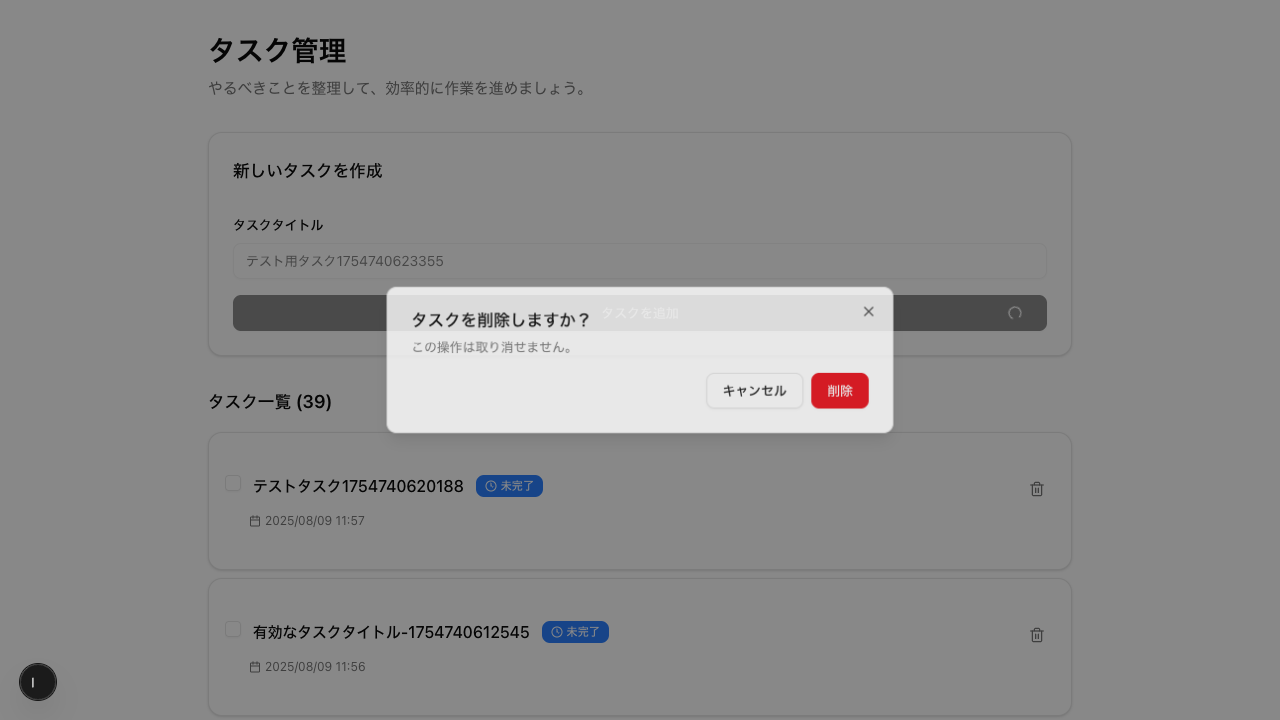 タスク管理
やるべきことを整理して、効率的に作業を進めましょう。
新しいタスクを作成
タスクタイトル
テスト用タスク1754740623355
タスクを追加
タスクを削除しますか？
この操作は取り消せません。
キャンセル
削除
タスク一覧 (39)
テストタスク1754740620188
未完了
2025/08/09 11:57
有効なタスクタイトル-1754740612545
未完了
2025/08/09 11:56